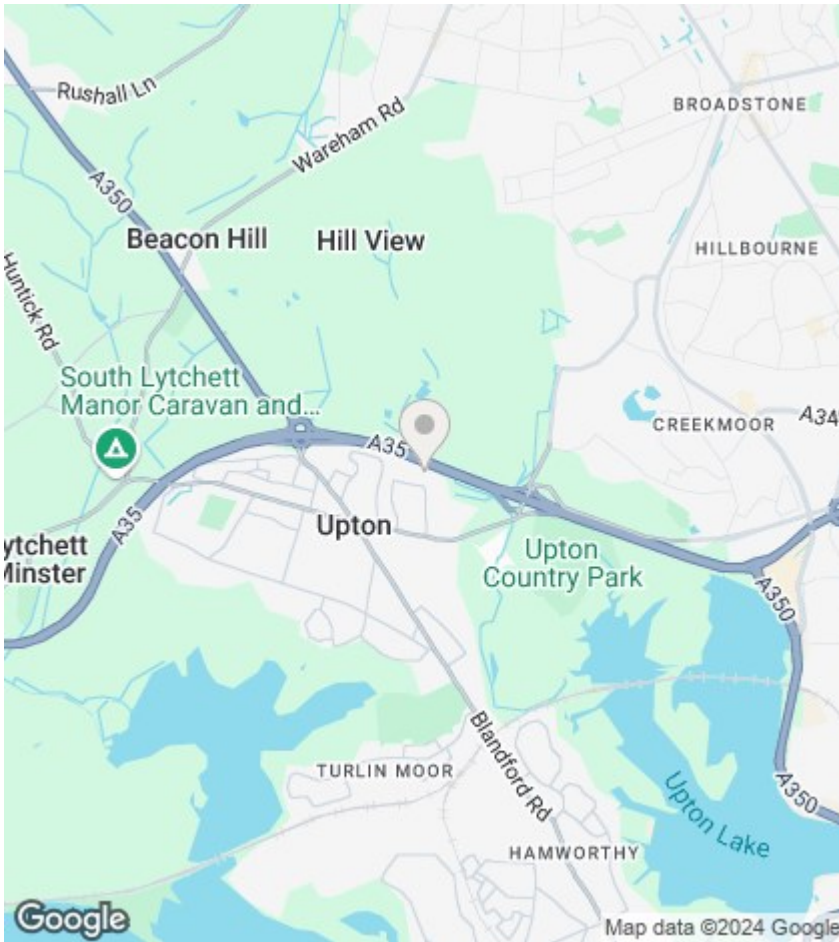 Rushall Ln
Wareham Rd
BROADSTONE
A350
Beacon Hill
Hill View
HILLBOURNE
Huntick Rd
South Lytchett
Manor Caravan and...
CREEKMOOR
A34
A35
Upton
A35
ytchett
Minster
Upton
Country Park
A350
TURLIN MOOR
Blandford Rd
A350
Upton Lake
HAMWORTHY
Google
Map data ©2024 Google